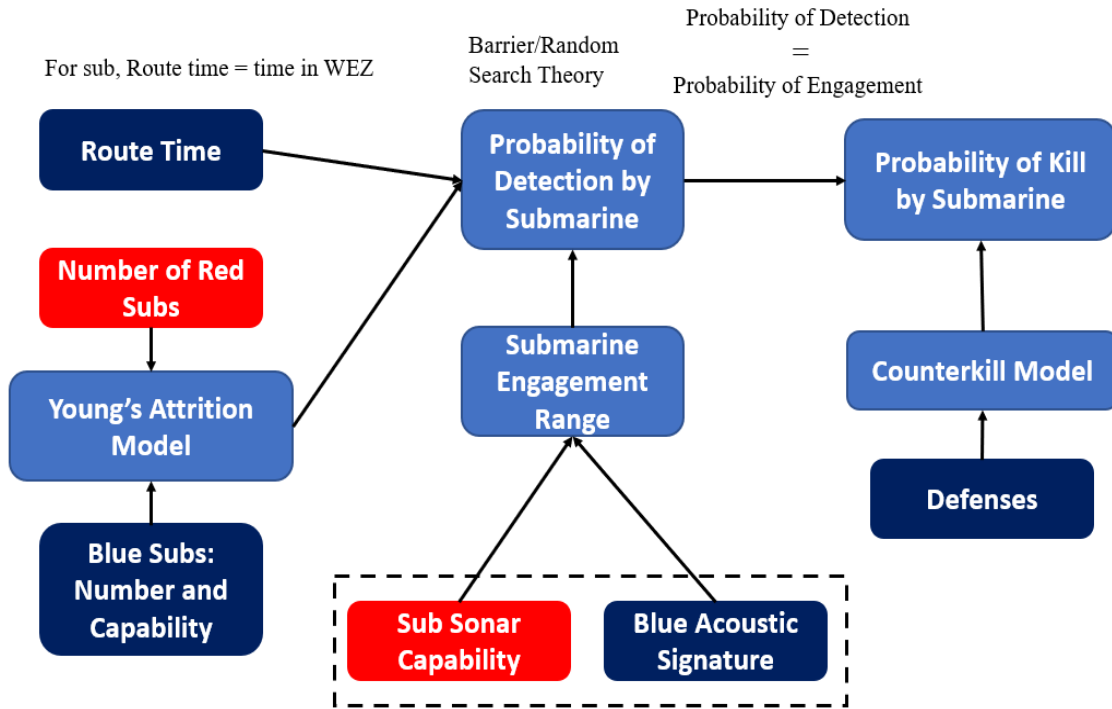 For sub, Route time = time in WEZ
Barrier/Random
Search Theory
Probability of Detection
=
Probability of Engagement
Route Time
Probability of
Detection by
Submarine
Probability of Kill
by Submarine
Number of Red
Subs
Young's Attrition
Model
Submarine
Engagement
Range
Counterkill Model
Blue Subs:
Number and
Capability
Defenses
Sub Sonar
Capability
Blue Acoustic
Signature